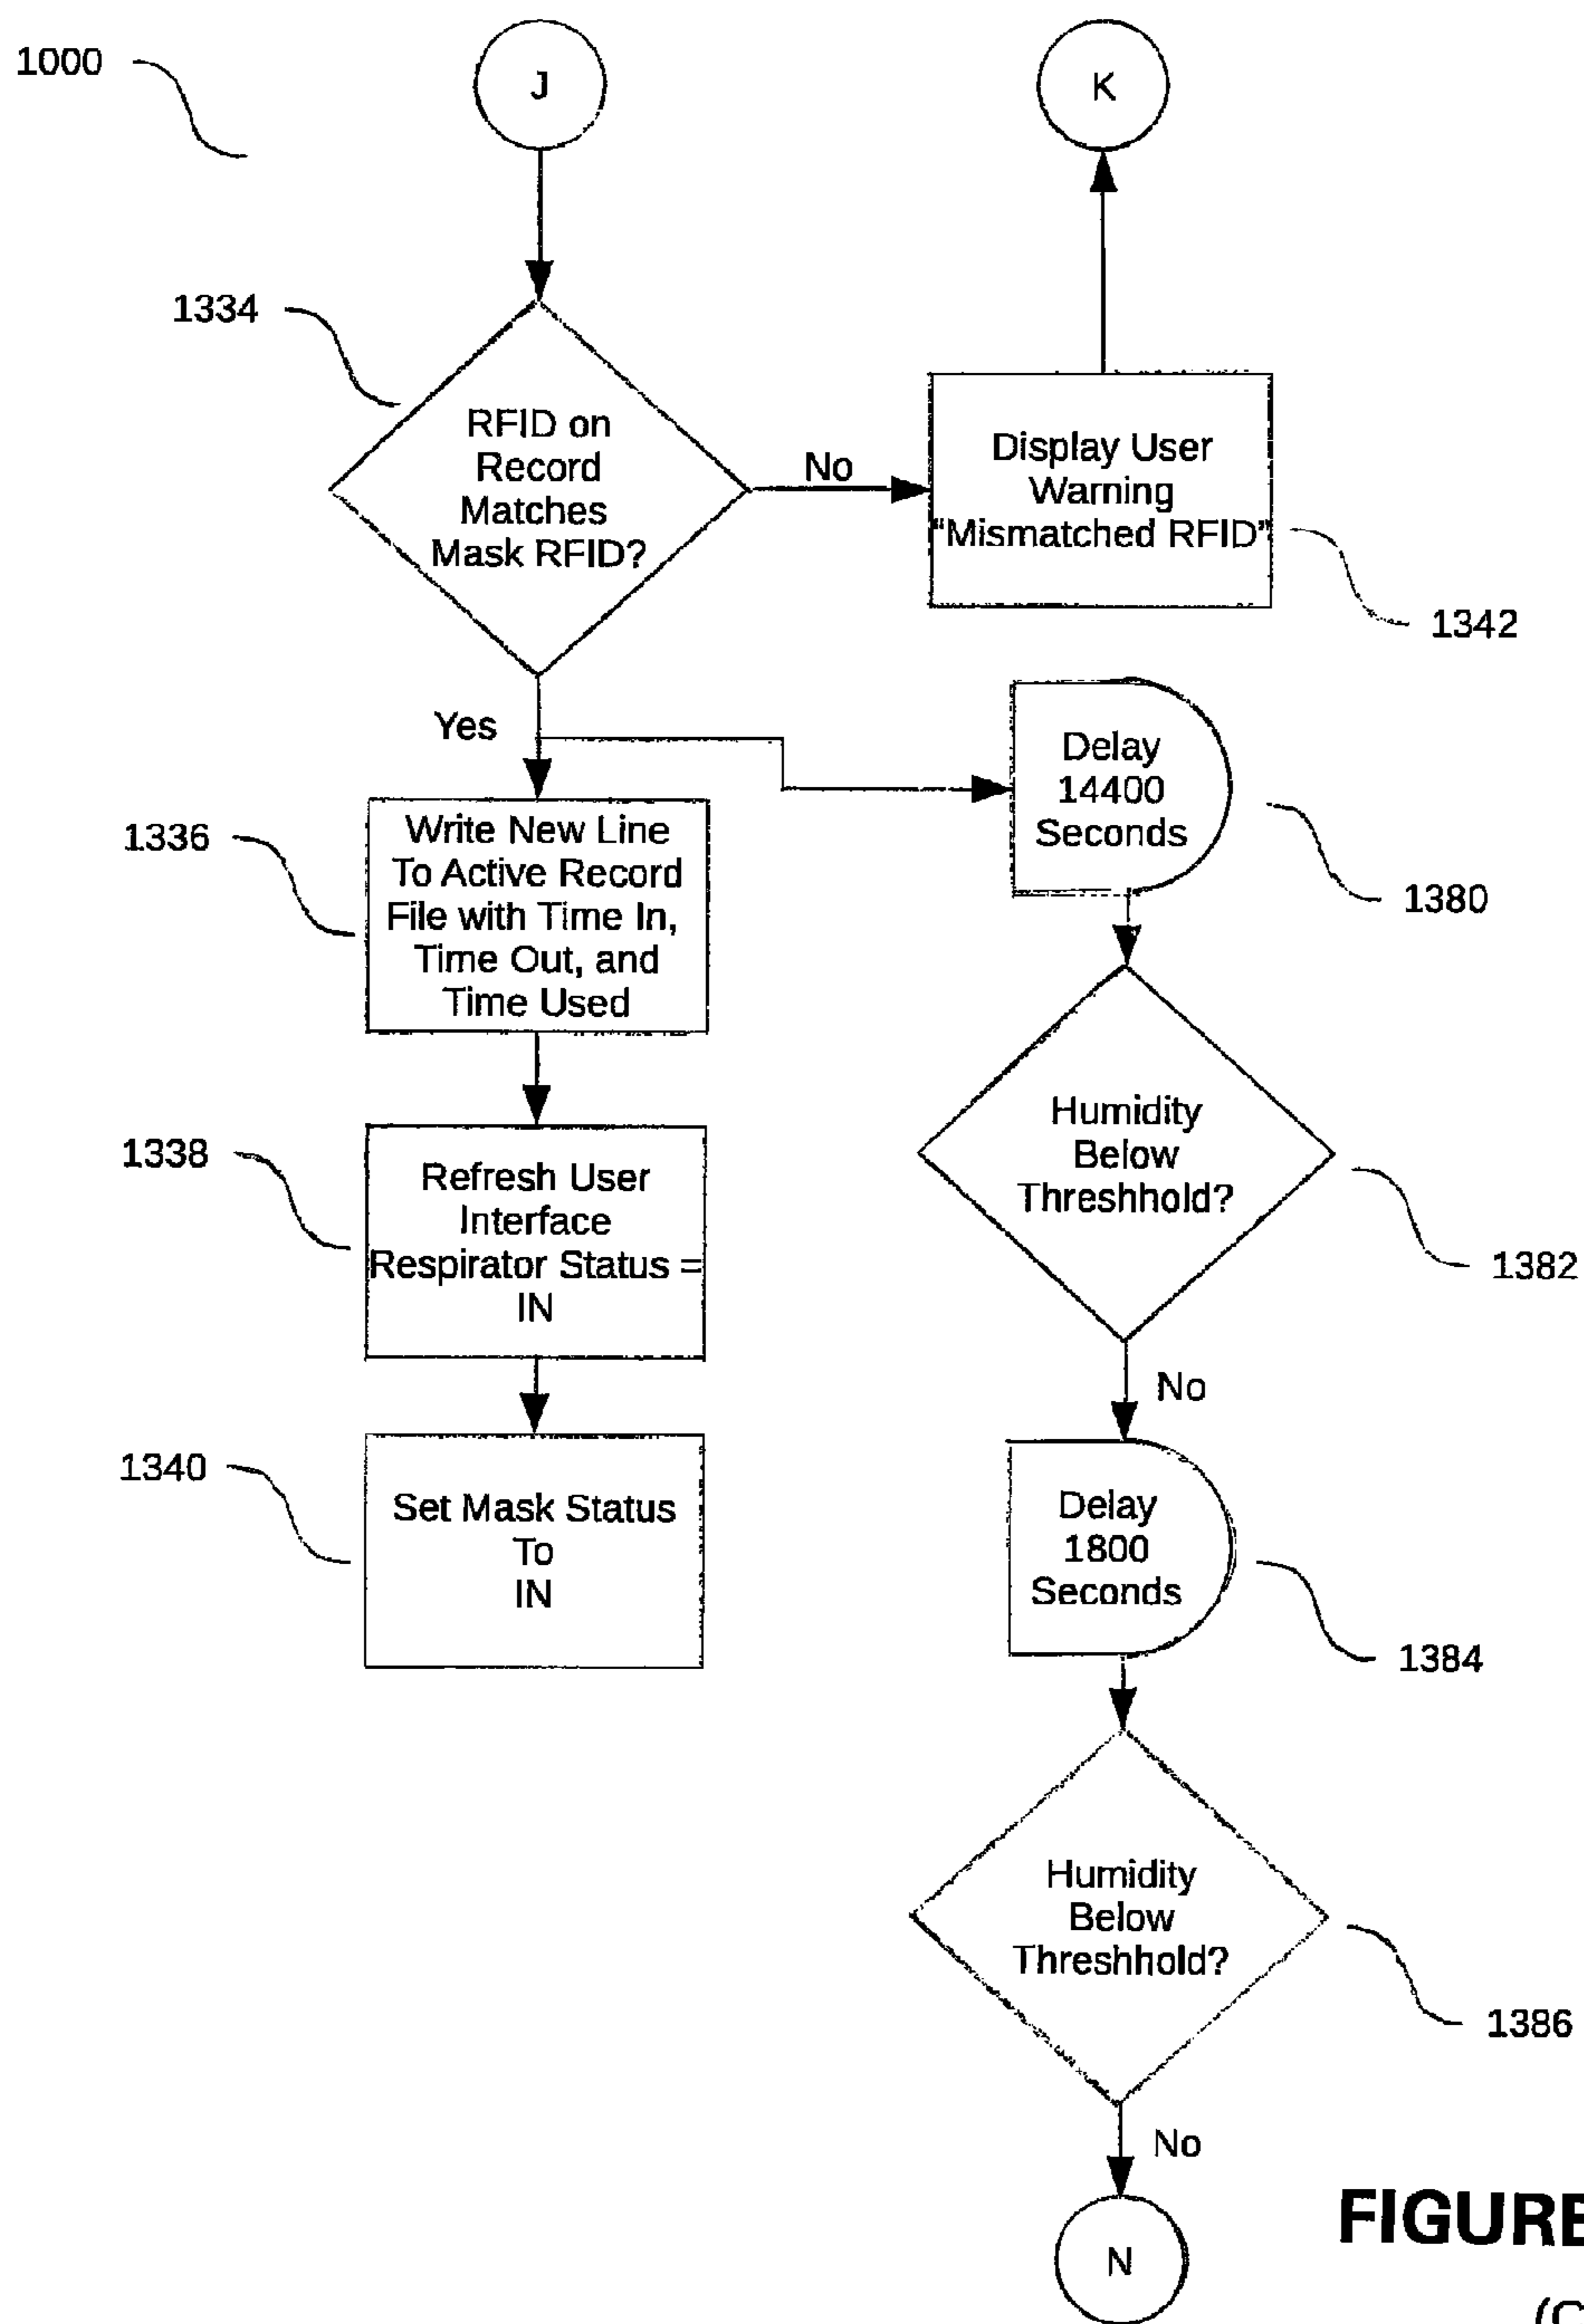 1000
J
K
1334
RFID on
Record
Matches
Mask RFID?
No
Display User
Warning
“Mismatched RFID”
1342
Yes
Delay
14400
Seconds
1380
1336
Write New Line
To Active Record
File with Time In,
Time Out, and
Time Used
Humidity
Below
Threshhold?
1382
1338
Refresh User
Interface
Respirator Status =
IN
No
1340
Set Mask Status
To
IN
Delay
1800
Seconds
1384
Humidity
Below
Threshhold?
1386
No
N
FIGURE
(C